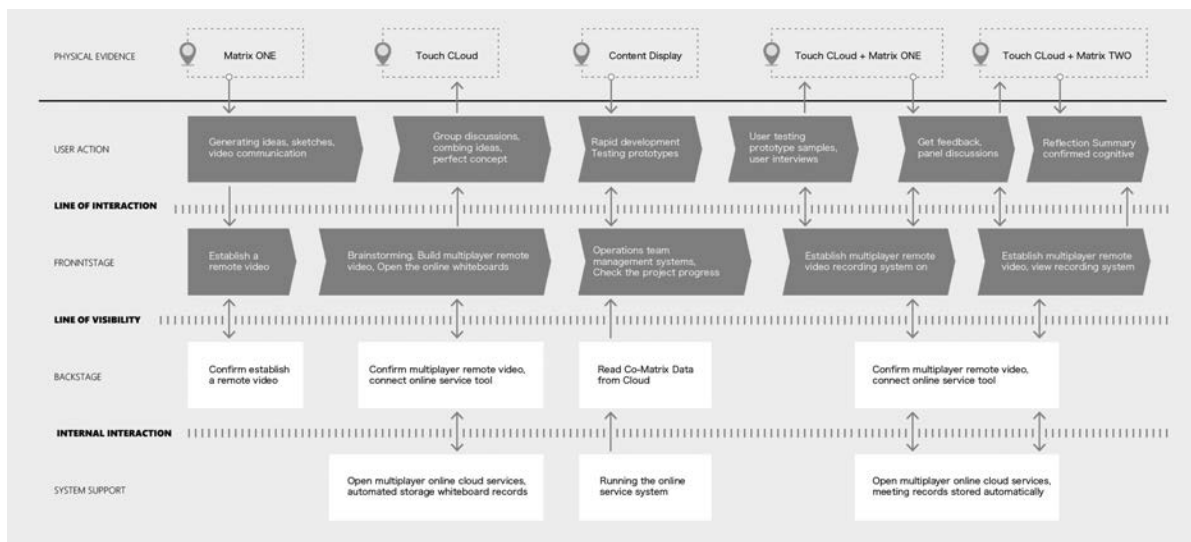 PHYSICAL EVIDENCE
Matrix ONE
Touch CLoud
Content Display
Touch CLoud + Matrix ONE
Touch CLoud + Matrix TWO
USER ACTION
Generating ideas, sketches,
video communication
Group discussions,
combing ideas,
perfect concept
Rapid development
Testing prototypes
User testing
prototype samples,
user interviews
Get feedback,
panel discussions
Reflection Summary
confirmed cognitive
LINE OF INTERACTION
FRONNTSTAGE
Establish a
remote video
Brainstorming, Build multiplayer remote
video, Open the online whiteboards
Operations team
management systems,
Check the project progress
Establish multiplayer remote
video recording system on
Establish multiplayer remote
video, view recording system
LINE OF VISIBILITY
BACKSTAGE
Confirm establish
a remote video
Confirm multiplayer remote video,
connect online service tool
Read Co-Matrix Data
from Cloud
Confirm multiplayer remote video,
connect online service tool
INTERNAL INTERACTION
SYSTEM SUPPORT
Open multiplayer online cloud services,
automated storage whiteboard records
Running the online
service system
Open multiplayer online cloud services,
meeting records stored automatically